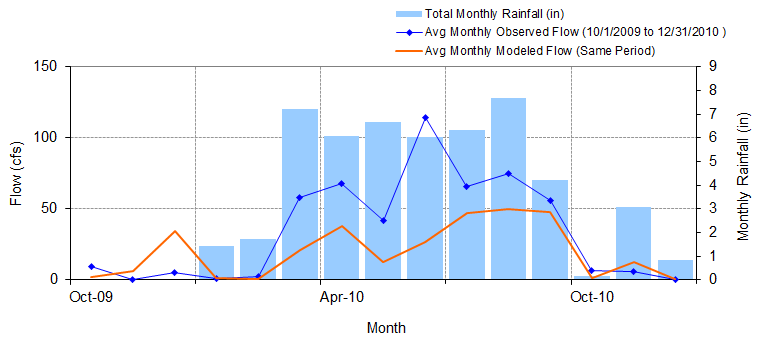 Total Monthly Rainfall (in)
Avg Monthly Observed Flow (10/1/2009 to 12/31/2010 )
Avg Monthly Modeled Flow (Same Period)
150
100
50
0
Flow (cfs)
9
8
7
6
5
4
3
2
1
0
Monthly Rainfall (in)
Oct-09
Apr-10
Oct-10
Month